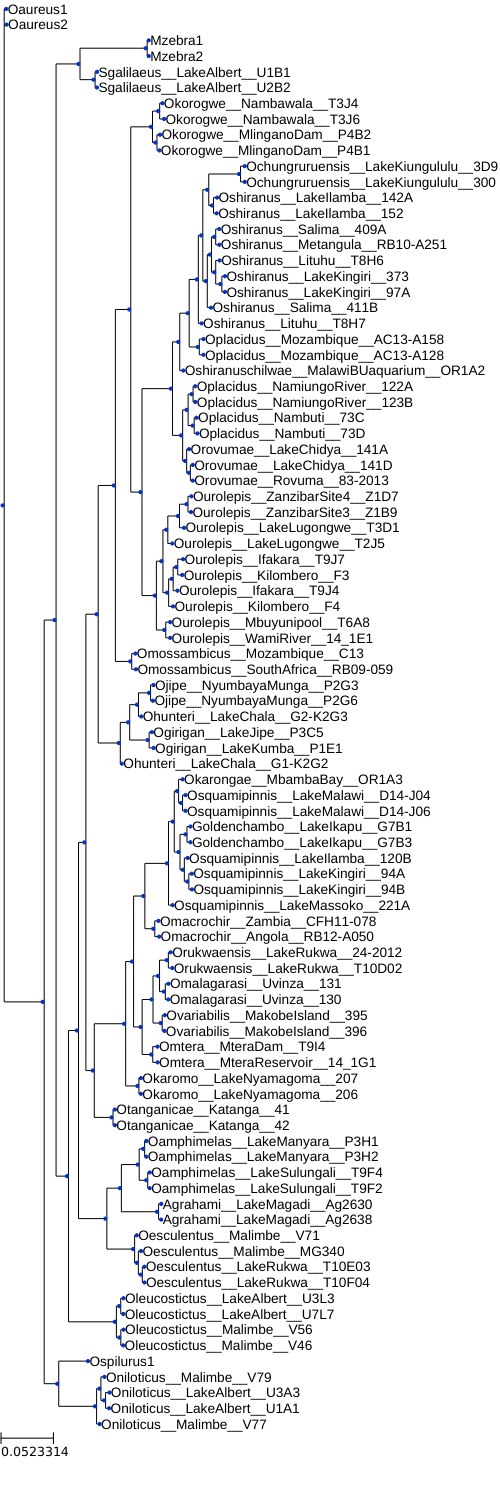 Oaureus1
Oaureus2
Mzebra1
Mzebra2
Sgalilaeus__LakeAlbert__U1B1
Sgalilaeus__LakeAlbert__U2B2
Okorogwe__Nambawala__T3J4
Okorogwe__Nambawala__T3J6
Okorogwe__MlinganoDam__P4B2
Okorogwe__MlinganoDam__P4B1
Ochungruruensis__LakeKiungululu__3D9
Ochungruruensis__LakeKiungululu__300
Oshiranus__LakeIlamba__142A
Oshiranus__LakeIlamba__152
Oshiranus__Salima__409A
Oshiranus__Metangula__RB10-A251
Oshiranus__Lituhu__T8H6
Oshiranus__LakeKingiri__373
Oshiranus__LakeKingiri__97A
Oshiranus__Salima__411B
Oshiranus__Lituhu__T8H7
Oplacidus__Mozambique__AC13-A158
Oplacidus__Mozambique__AC13-A128
Oshiranuschilwae__MalawiBUaquarium__OR1A2
Oplacidus__NamiungoRiver__122A
Oplacidus__NamiungoRiver__123B
Oplacidus__Nambuti__73C
Oplacidus__Nambuti__73D
Orovumae__LakeChidya__141A
Orovumae__LakeChidya__141D
Orovumae__Rovuma__83-2013
Ourolepis__ZanzibarSite4__Z1D7
Ourolepis__ZanzibarSite3__Z1B9
Ourolepis__LakeLugongwe__T3D1
Ourolepis__LakeLugongwe__T2J5
Ourolepis__Ifakara__T9J7
Ourolepis__Kilombero__F3
Ourolepis__Ifakara__T9J4
Ourolepis__Kilombero__F4
Ourolepis__Mbuyunipool__T6A8
Ourolepis__WamiRiver__14_1E1
Omossambicus__Mozambique__C13
Omossambicus__SouthAfrica__RB09-059
Ojipe__NyumbayaMunga__P2G3
Ojipe__NyumbayaMunga__P2G6
Ohunteri__LakeChala__G2-K2G3
Ogirigan__LakeJipe__P3C5
Ogirigan__LakeKumba__P1E1
Ohunteri__LakeChala__G1-K2G2
Okarongae__MbambaBay__OR1A3
Osquamipinnis__LakeMalawi__D14-J04
Osquamipinnis__LakeMalawi__D14-J06
Goldenchambo__LakeIkapu__G7B1
Goldenchambo__LakeIkapu__G7B3
Osquamipinnis__LakeIlamba__120B
Osquamipinnis__LakeKingiri__94A
Osquamipinnis__LakeKingiri__94B
Osquamipinnis__LakeMassoko__221A
Omacrochir__Zambia__CFH11-078
Omacrochir__Angola__RB12-A050
Orukwaensis__LakeRukwa__24-2012
Orukwaensis__LakeRukwa__T10D02
Omalagarasi__Uvinza__131
Omalagarasi__Uvinza__130
Ovariabilis__MakobeIsland__395
Ovariabilis__MakobeIsland__396
Omtera__MteraDam__T9I4
Omtera__MteraReservoir__14_1G1
Okaromo__LakeNyamagoma__207
Okaromo__LakeNyamagoma__206
Otanganicae__Katanga__41
Otanganicae__Katanga__42
Oamphimelas__LakeManyara__P3H1
Oamphimelas__LakeManyara__P3H2
Oamphimelas__LakeSulungali__T9F4
Oamphimelas__LakeSulungali__T9F2
Agrahami__LakeMagadi__Ag2630
Agrahami__LakeMagadi__Ag2638
Oesculentus__Malimbe__V71
Oesculentus__Malimbe__MG340
Oesculentus__LakeRukwa__T10E03
Oesculentus__LakeRukwa__T10F04
Oleucostictus__LakeAlbert__U3L3
Oleucostictus__LakeAlbert__U7L7
Oleucostictus__Malimbe__V56
Oleucostictus__Malimbe__V46
Ospilurus1
Oniloticus__Malimbe__V79
Oniloticus__LakeAlbert__U3A3
Oniloticus__LakeAlbert__U1A1
Oniloticus__Malimbe__V77
0.0523314